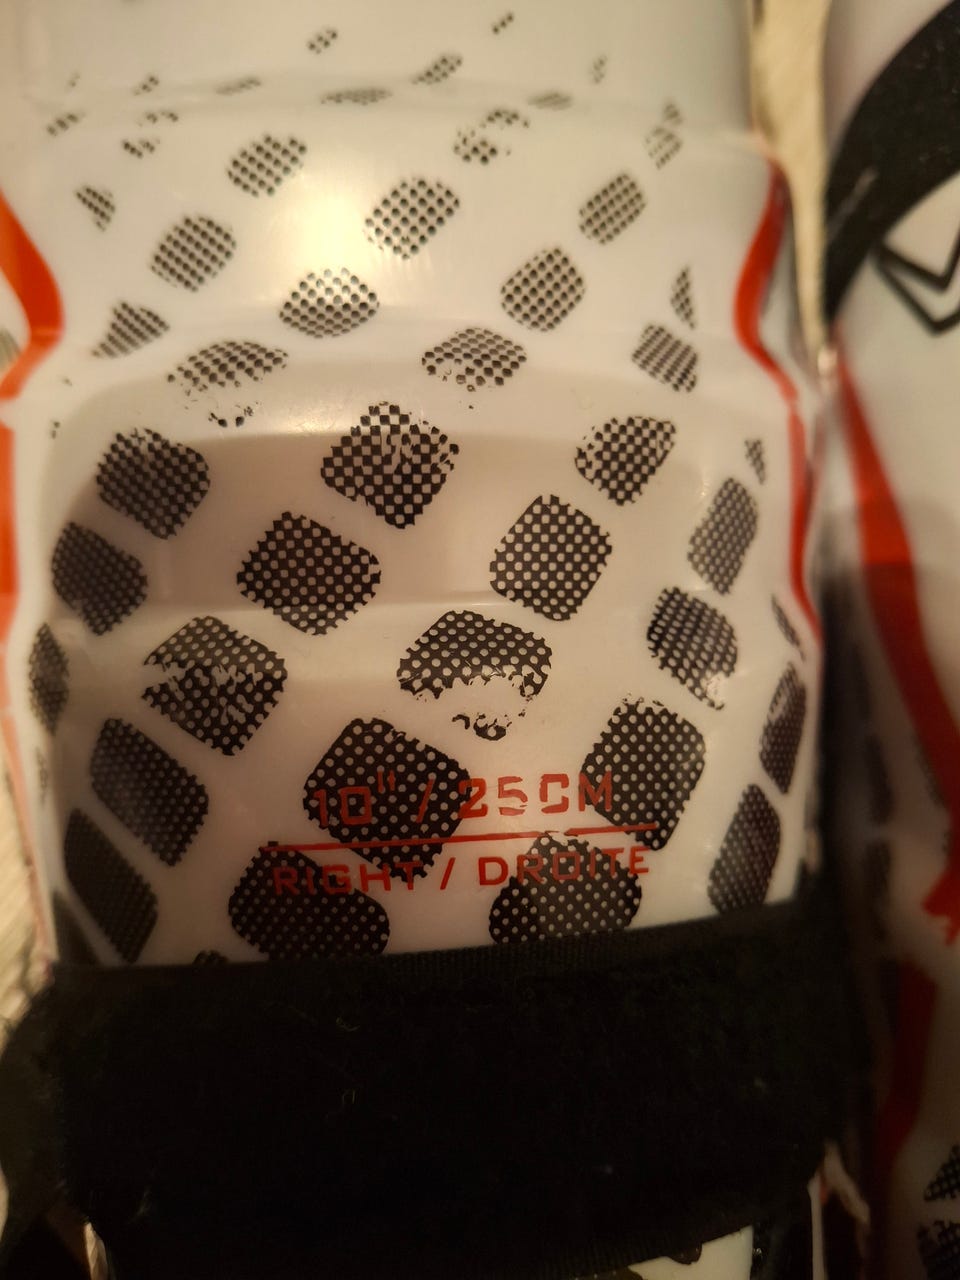 10" / 25CM
RIGHT / DROITE